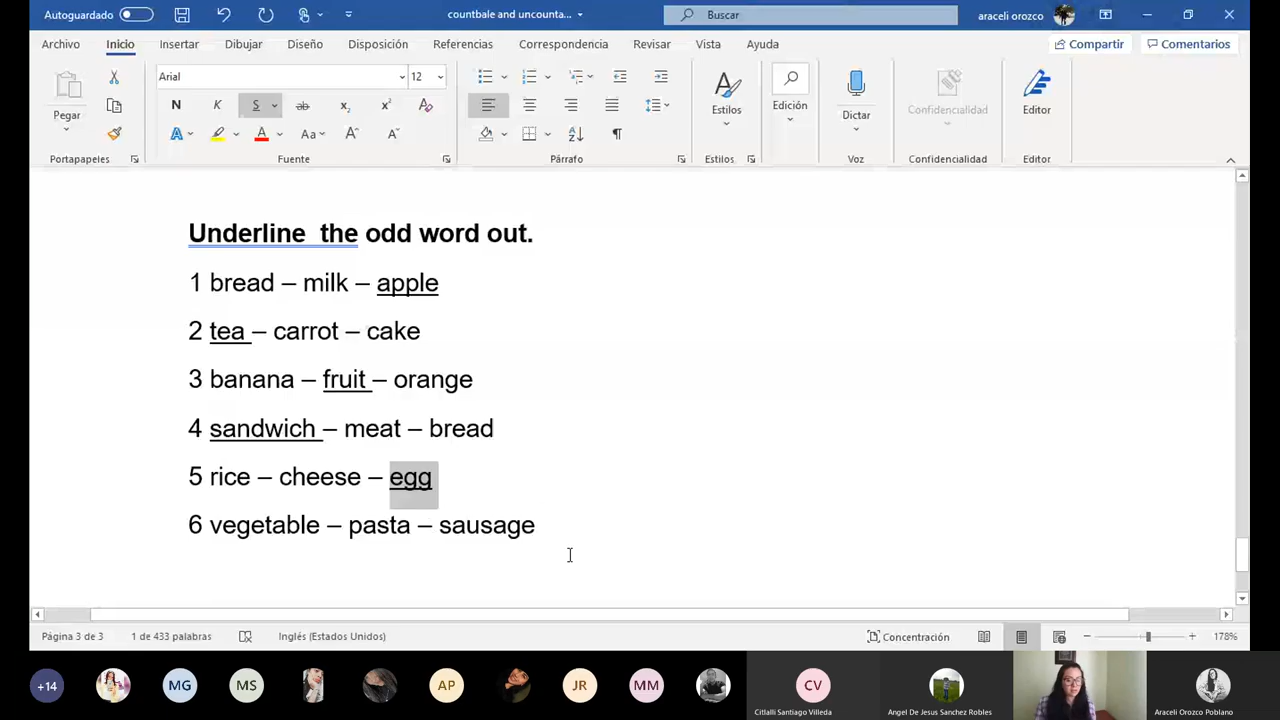 Autoguardado
countbale and uncounta...
Buscar
araceli orozco
Archivo Inicio Insertar Dibujar Diseño Disposición Referencias Correspondencia Revisar Vista Ayuda
Compartir Comentarios
Arial 12
N K S ab x₂ x²
A A Aa A A
Pegar
Estilos
Edición
Dictar
Confidencialidad
Editor
Portapapeles Fuente Párrafo Estilos Voz Confidencialidad Editor
Underline the odd word out.
1 bread – milk – apple
2 tea – carrot – cake
3 banana – fruit – orange
4 sandwich – meat – bread
5 rice – cheese – egg
6 vegetable – pasta – sausage
Página 3 de 3 1 de 433 palabras Inglés (Estados Unidos) Concentración 178%
+14 MG MS AP JR MM CV
Citlalli Santiago Villeda Angel De Jesus Sanchez Robles Araceli Orozco Poblano